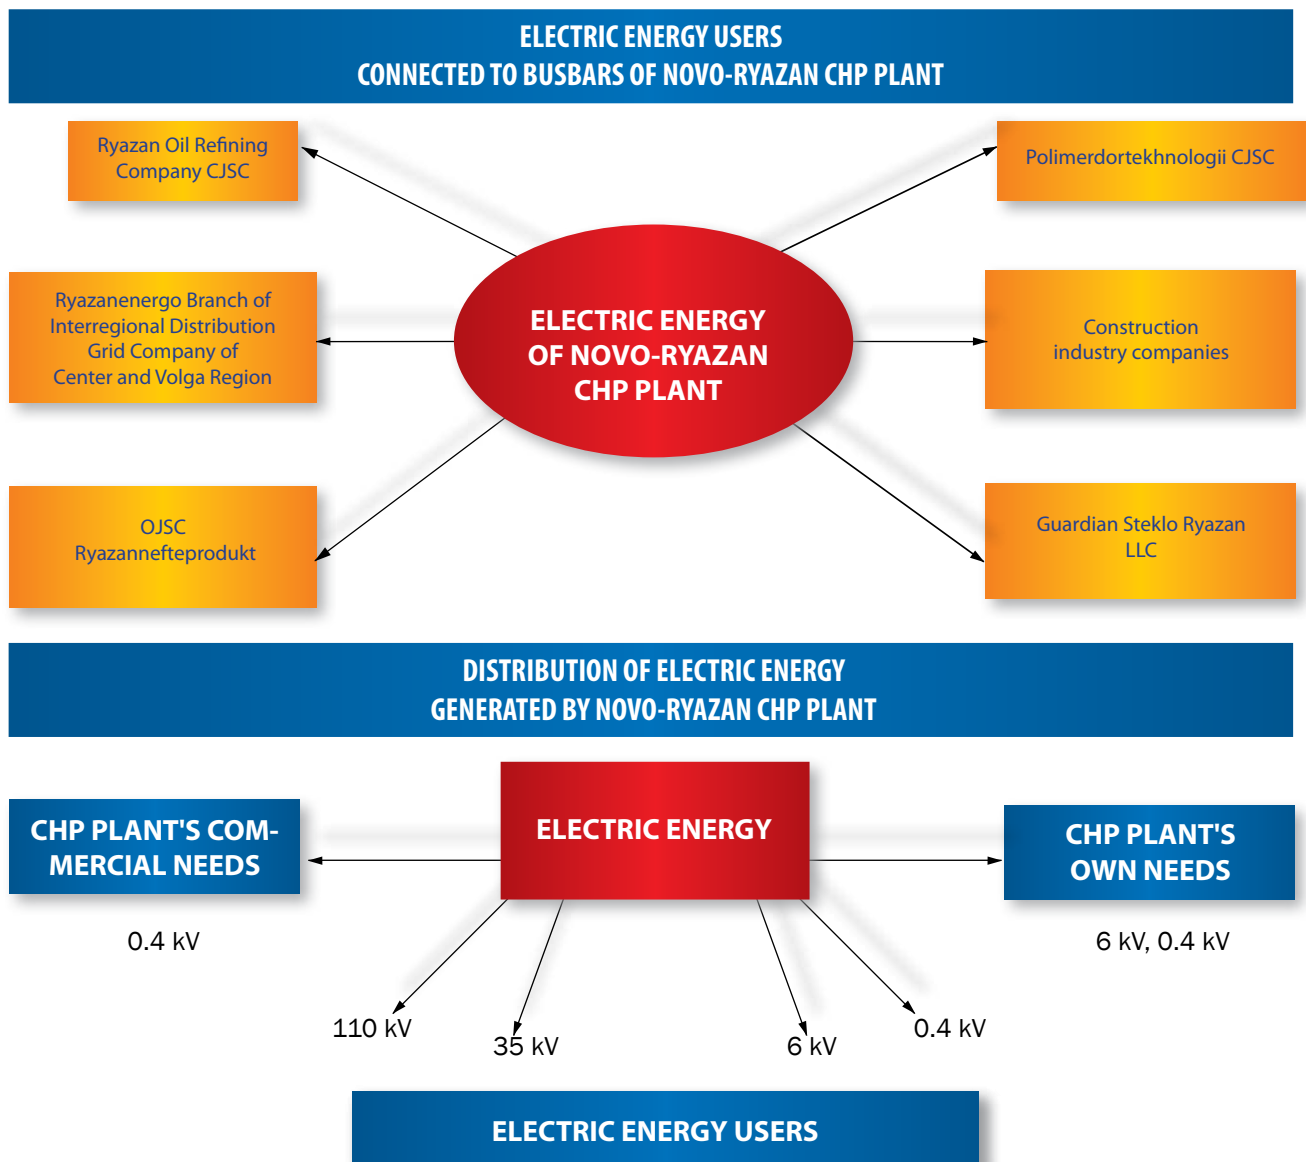 ELECTRIC ENERGY USERS
CONNECTED TO BUSBARS OF NOVO-RYAZAN CHP PLANT
Ryazan Oil Refining
Company CJSC
Polimerdortekhnologii CJSC
Ryazanenergo Branch of
Interregional Distribution
Grid Company of
Center and Volga Region
ELECTRIC ENERGY
OF NOVO-RYAZAN
CHP PLANT
Construction
industry companies
OJSC
Ryazannefteprodukt
Guardian Steklo Ryazan
LLC
DISTRIBUTION OF ELECTRIC ENERGY
GENERATED BY NOVO-RYAZAN CHP PLANT
CHP PLANT'S COM-
MERCIAL NEEDS
ELECTRIC ENERGY
CHP PLANT'S
OWN NEEDS
0.4 kV
6 kV, 0.4 kV
110 kV
35 kV
6 kV
0.4 kV
ELECTRIC ENERGY USERS